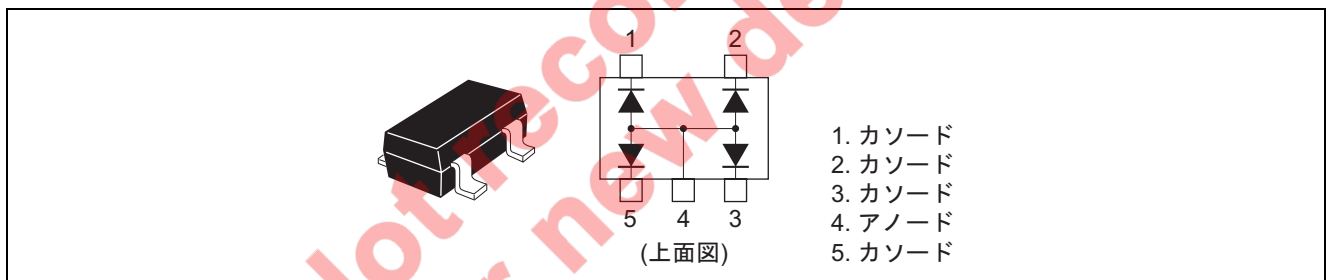 1 2
5 4 3
(上面図)
1. カソード
2. カソード
3. カソード
4. アノード
5. カソード